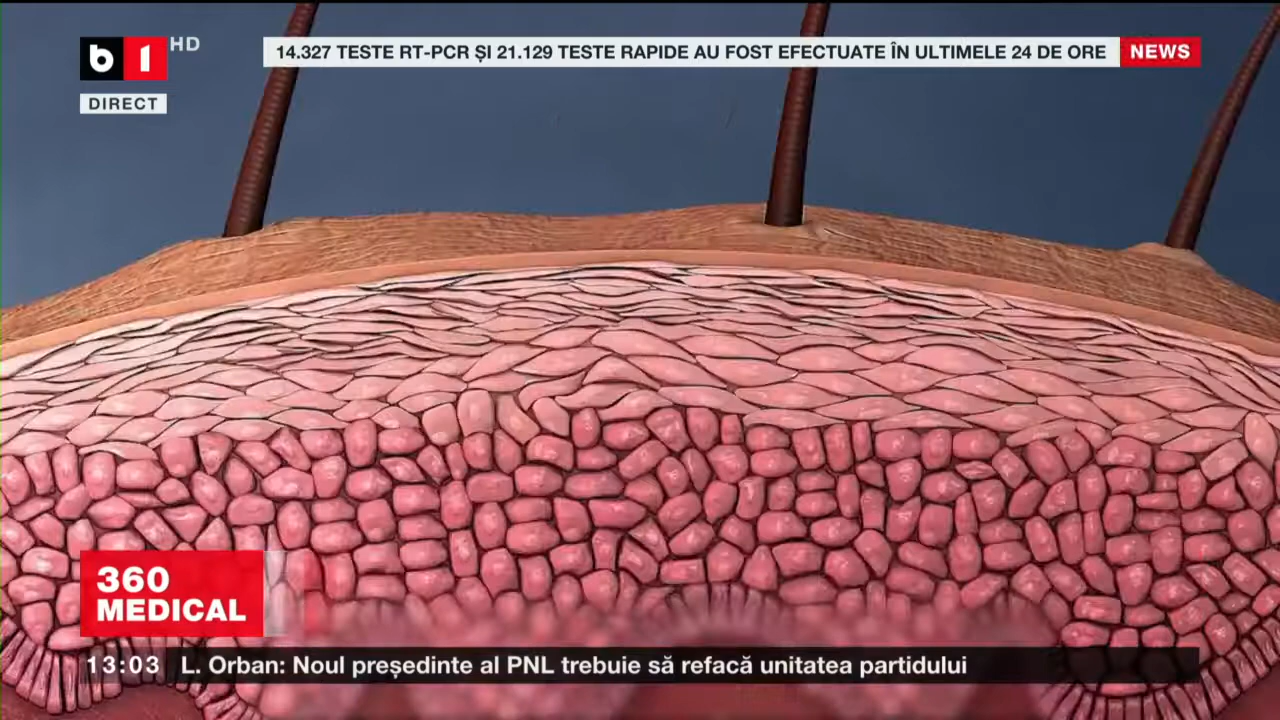 b1 HD
14.327 TESTE RT-PCR ȘI 21.129 TESTE RAPIDE AU FOST EFECTUATE ÎN ULTIMELE 24 DE ORE NEWS
DIRECT
360
MEDICAL
13:03 L. Orban: Noul președinte al PNL trebuie să refacă unitatea partidului